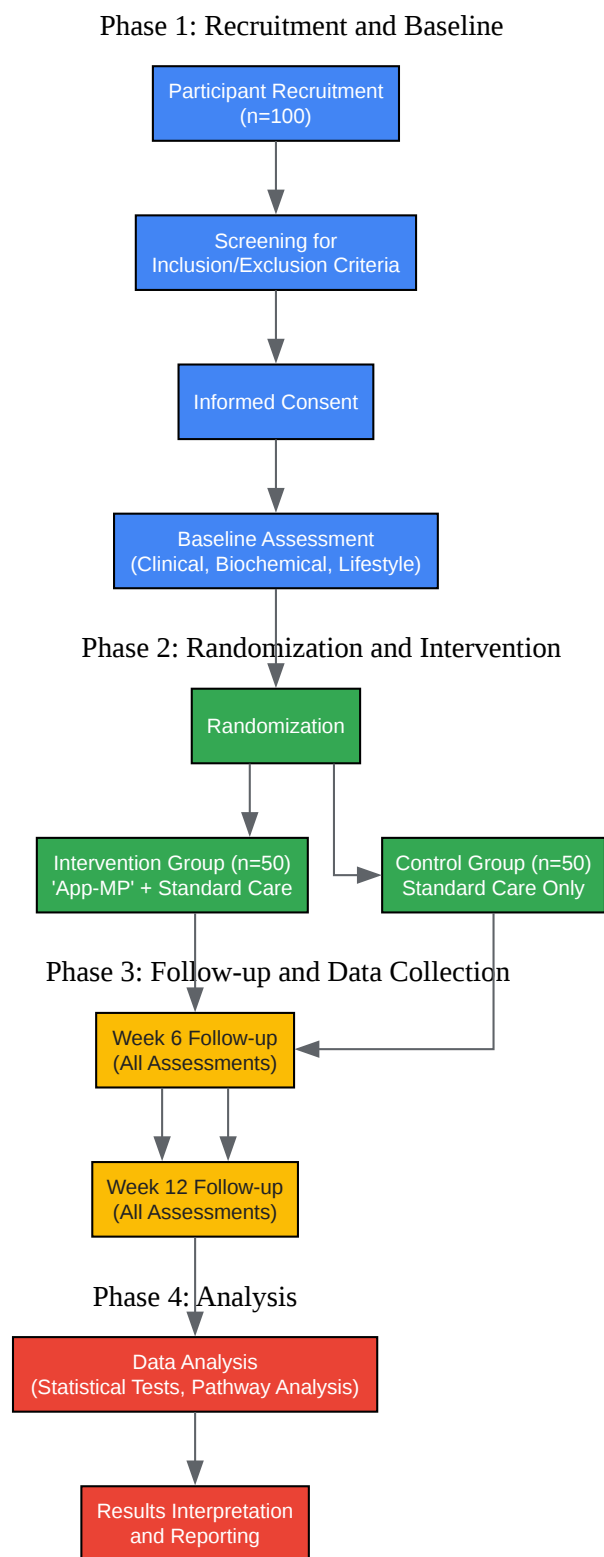 Phase 1: Recruitment and Baseline
Participant Recruitment
(n=100)
Screening for
Inclusion/Exclusion Criteria
Informed Consent
Baseline Assessment
(Clinical, Biochemical, Lifestyle)
Phase 2: Randomization and Intervention
Randomization
Intervention Group (n=50)
'App-MP' + Standard Care
Control Group (n=50)
Standard Care Only
Phase 3: Follow-up and Data Collection
Week 6 Follow-up
(All Assessments)
Week 12 Follow-up
(All Assessments)
Phase 4: Analysis
Data Analysis
(Statistical Tests, Pathway Analysis)
Results Interpretation
and Reporting